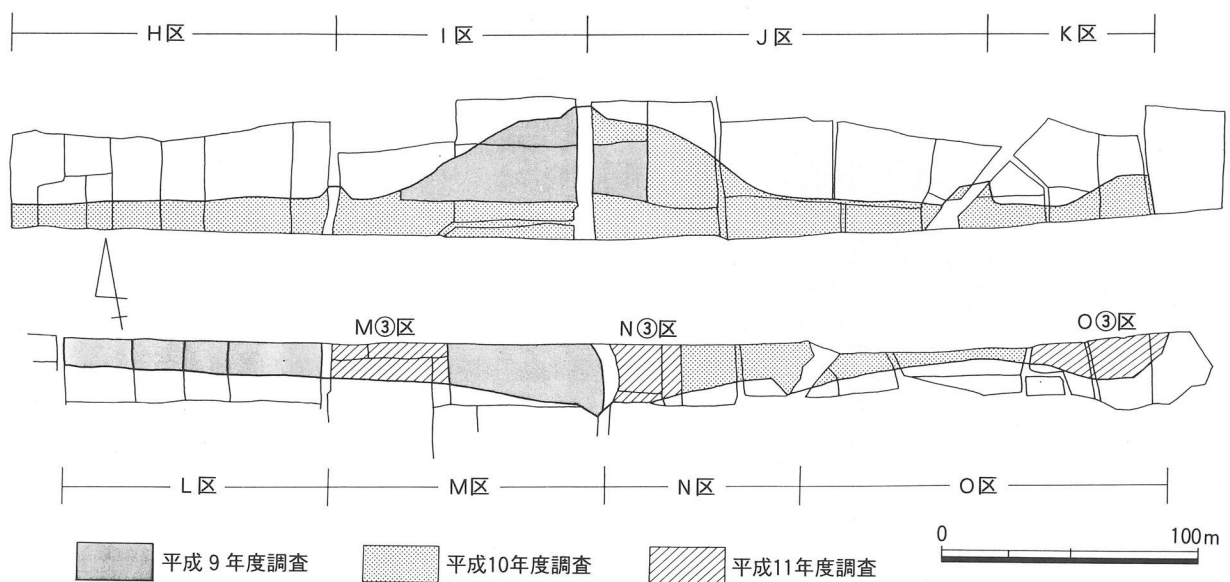 H区 I区 J区 K区
M③区 N③区 O③区
L区 M区 N区 O区
平成9年度調査 平成10年度調査 平成11年度調査
0 100m